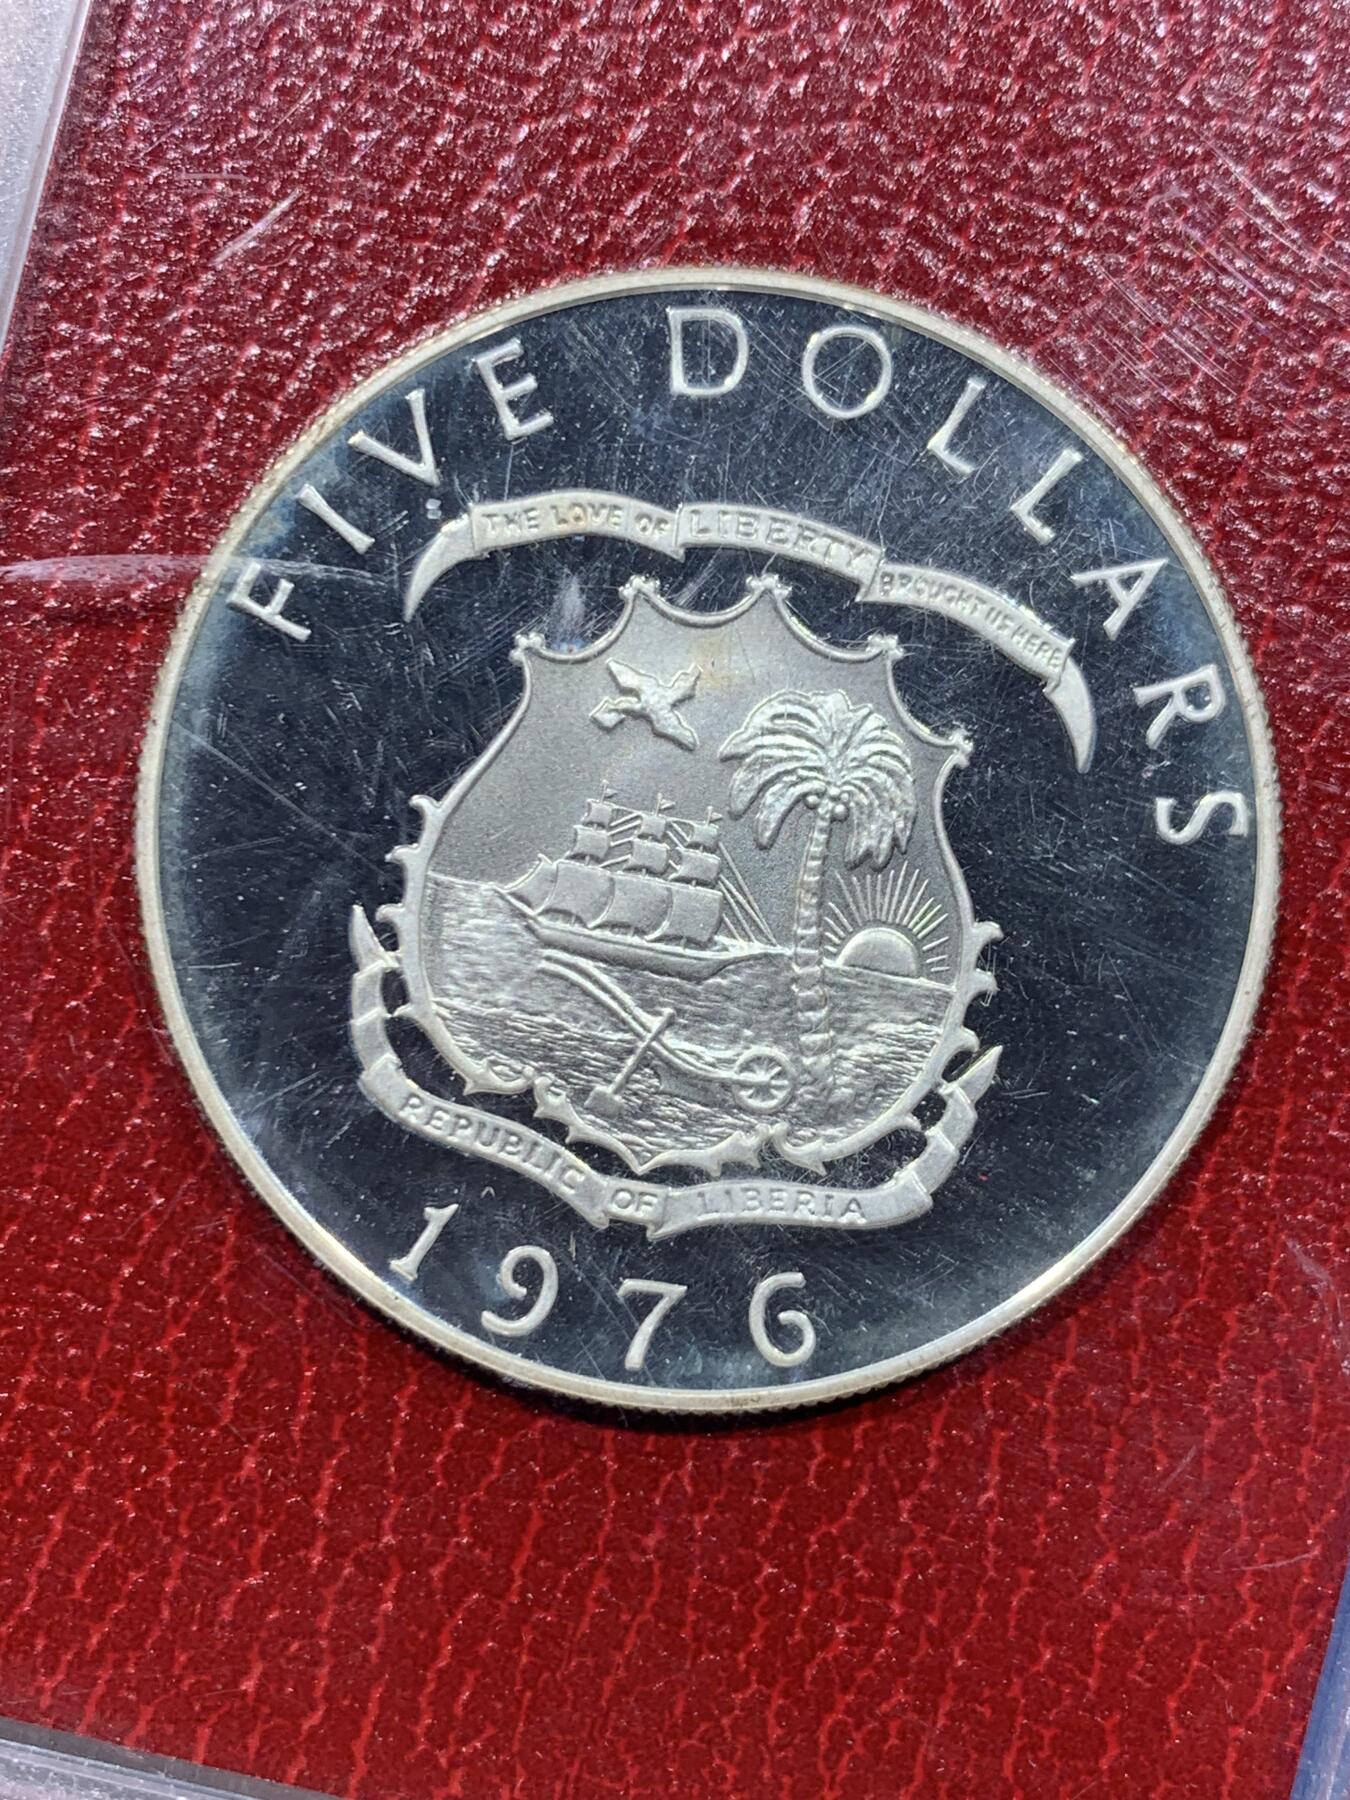 FIVE DOLLARS
THE LOVE OF LIBERTY BROUGHT US HERE
REPUBLIC OF LIBERIA
1976